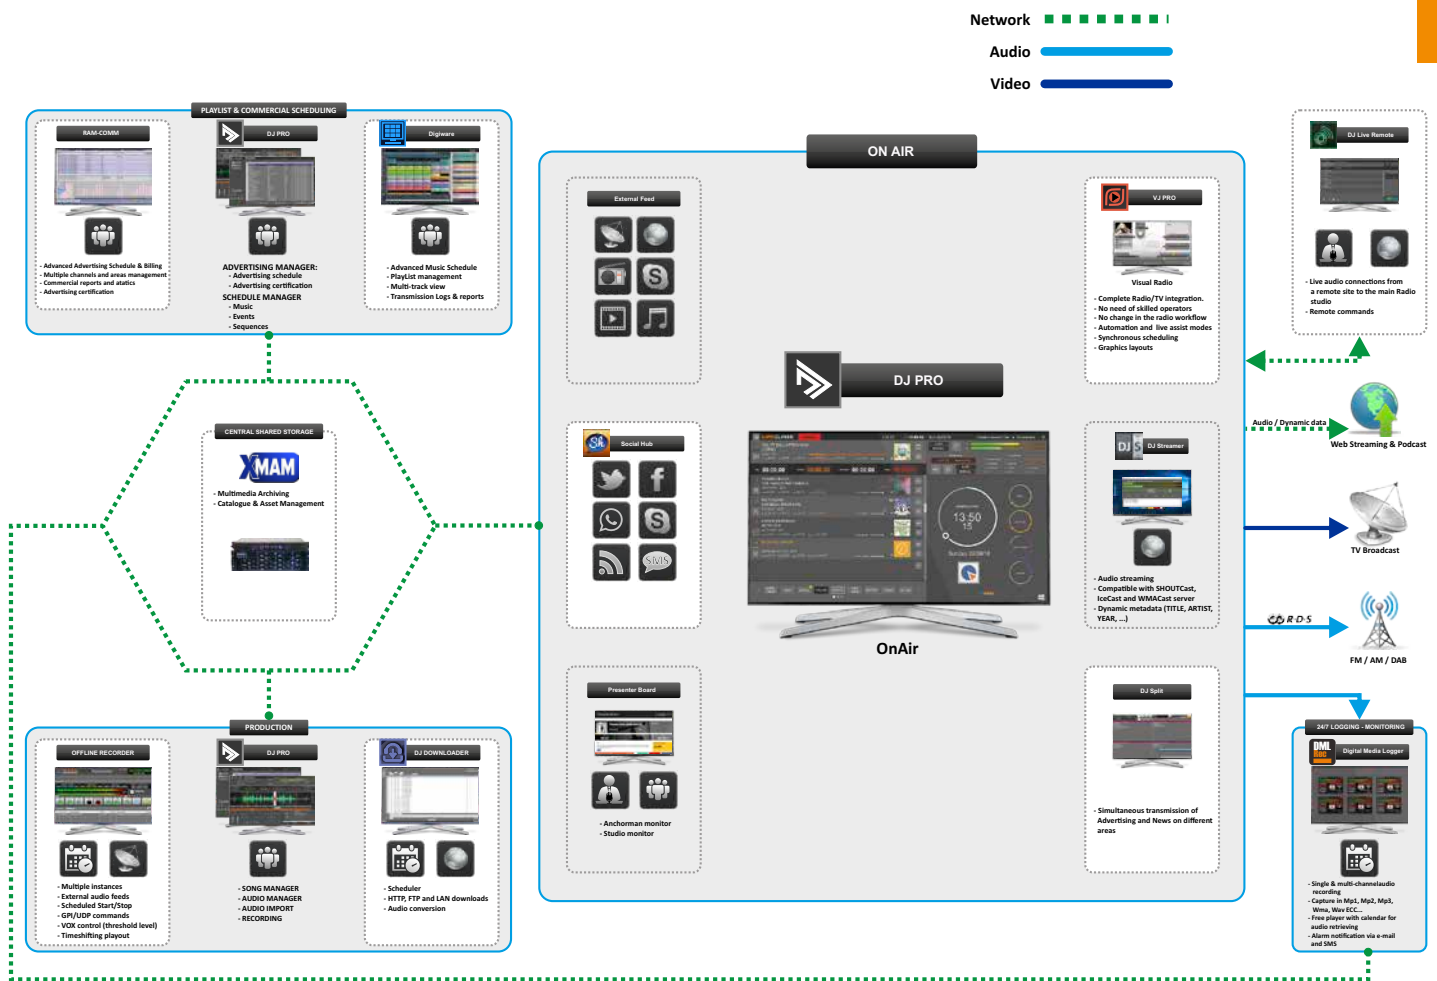 Network
Audio
Video
PLAYLIST & COMMERCIAL SCHEDULING
RAM-COMM
- Advanced Advertising Schedule & Billing
- Multiple channels and areas management
- Commercial reports and atatics
- Advertising certification
DJ PRO
ADVERTISING MANAGER:
- Advertising schedule
- Advertising certification
SCHEDULE MANAGER
- Music
- Events
- Sequences
Digiware
- Advanced Music Schedule
- PlayList management
- Multi-track view
- Transmission Logs & reports
CENTRAL SHARED STORAGE
XMAM
- Multimedia Archiving
- Catalogue & Asset Management
PRODUCTION
OFFLINE RECORDER
- Multiple instances
- External audio feeds
- Scheduled Start/Stop
- GPI/UDP commands
- VOX control (threshold level)
- Timeshifting playout
DJ PRO
- SONG MANAGER
- AUDIO MANAGER
- AUDIO IMPORT
- RECORDING
DJ DOWNLOADER
- Scheduler
- HTTP, FTP and LAN downloads
- Audio conversion
ON AIR
External Feed
Sh
Social Hub
SMS
Presenter Board
- Anchorman monitor
- Studio monitor
DJ PRO
13.50
15
OnAir
VJ PRO
Visual Radio
- Complete Radio/TV integration.
- No need of skilled operators
- No change in the radio workflow
- Automation and live assist modes
- Synchronous scheduling
- Graphics layouts
DJS
DJ Streamer
- Audio streaming
- Compatible with SHOUTCast,
IceCast and WMACast server
- Dynamic metadata (TITLE, ARTIST,
YEAR, ...)
DJ Split
- Simultaneous transmission of
Advertising and News on different
areas
DJ Live Remote
- Live audio connections from
a remote site to the main Radio
studio
- Remote commands
Audio / Dynamic data
Web Streaming & Podcast
TV Broadcast
R·D·S
FM / AM / DAB
24/7 LOGGING - MONITORING
DML
Rec
Digital Media Logger
- Single & multi-channelaudio
recording
- Capture in Mp1, Mp2, Mp3,
Wma, Wav ECC...
- Free player with calendar for
audio retrieving
- Alarm notification via e-mail
and SMS